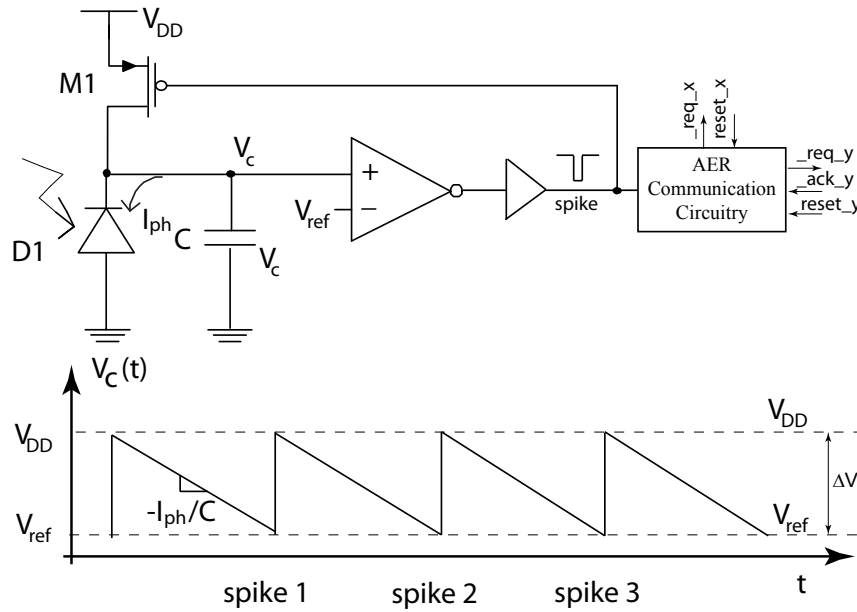 V_DD
M1
_req_x
reset_x
V_c
AER
Communication
Circuitry
_req_y
_ack_y
reset_y
+
V_ref
−
spike
I_ph
C
D1
V_c
V_C(t)
V_DD
V_DD
ΔV
-I_ph/C
V_ref
V_ref
spike 1
spike 2
spike 3
t